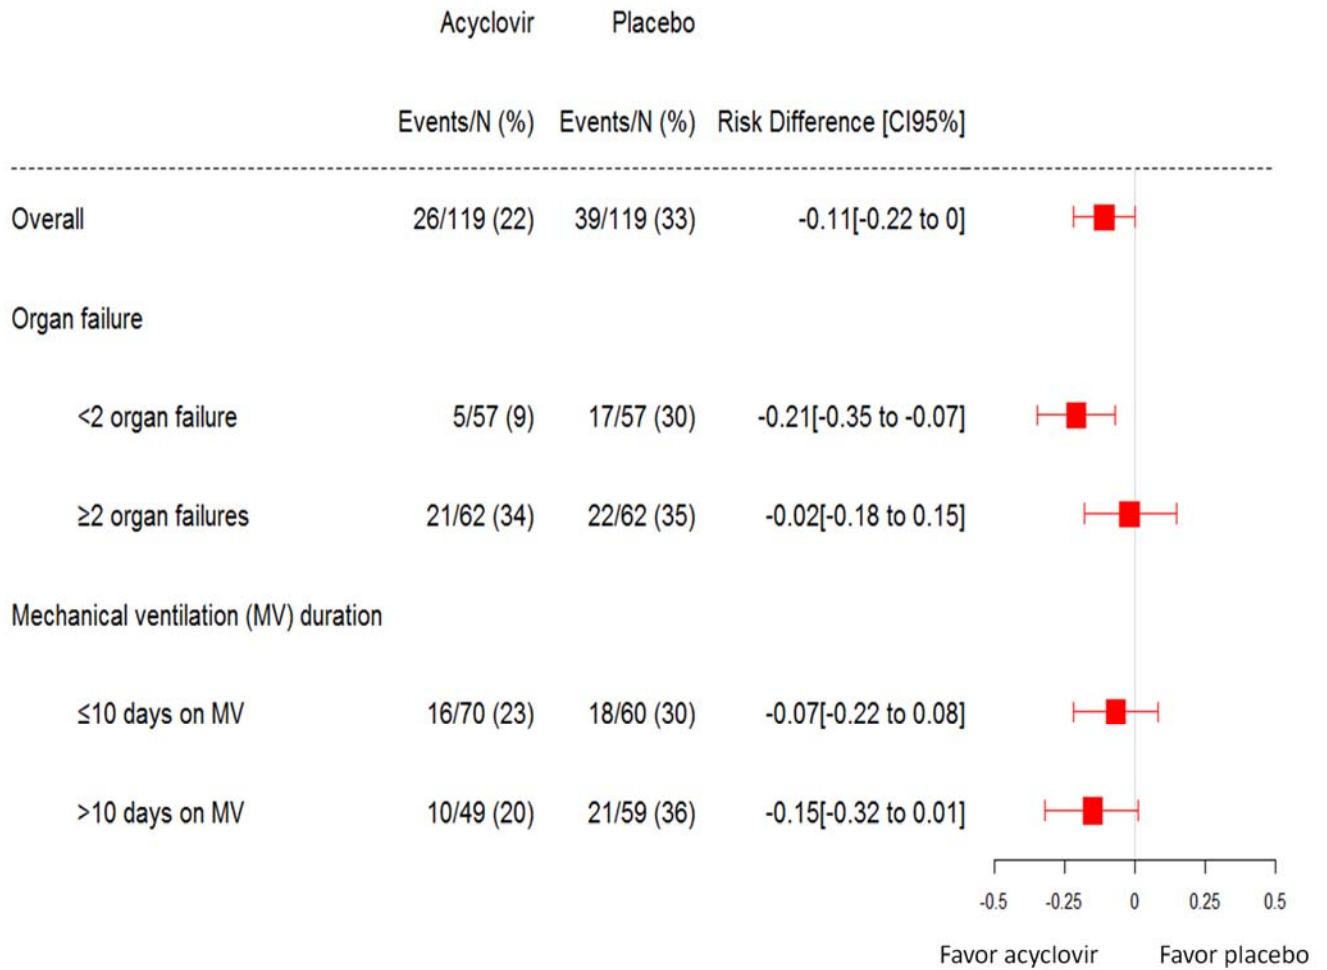 Acyclovir Placebo
Events/N (%) Events/N (%) Risk Difference [CI95%]
Overall 26/119 (22) 39/119 (33) -0.11[-0.22 to 0]
Organ failure
<2 organ failure 5/57 (9) 17/57 (30) -0.21[-0.35 to -0.07]
≥2 organ failures 21/62 (34) 22/62 (35) -0.02[-0.18 to 0.15]
Mechanical ventilation (MV) duration
≤10 days on MV 16/70 (23) 18/60 (30) -0.07[-0.22 to 0.08]
>10 days on MV 10/49 (20) 21/59 (36) -0.15[-0.32 to 0.01]
-0.5 -0.25 0 0.25 0.5
Favor acyclovir Favor placebo